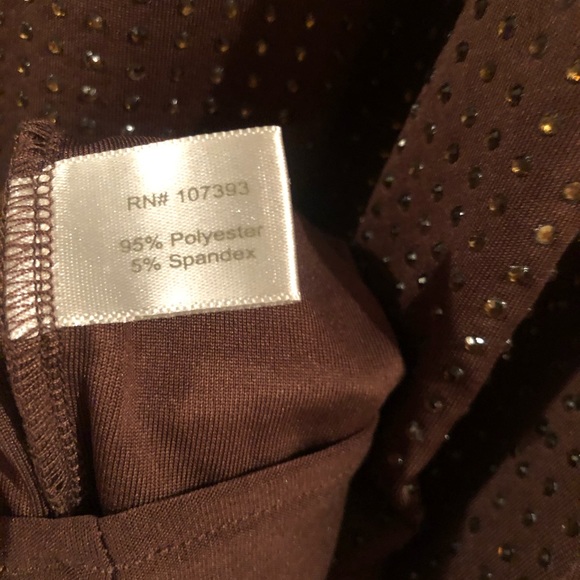 RN# 107393
95% Polyester
5% Spandex